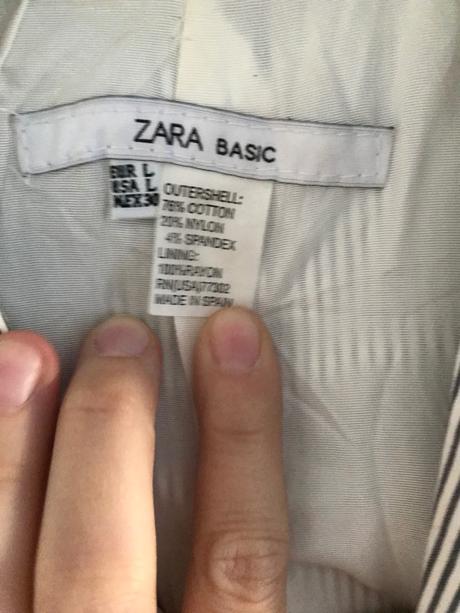 ZARA BASIC
EUR L
USA L
MEX 30
OUTERSHELL:
76% COTTON
20% NYLON
4% SPANDEX
LINING:
100%RAYON
RN(USA)77302
MADE IN SPAIN